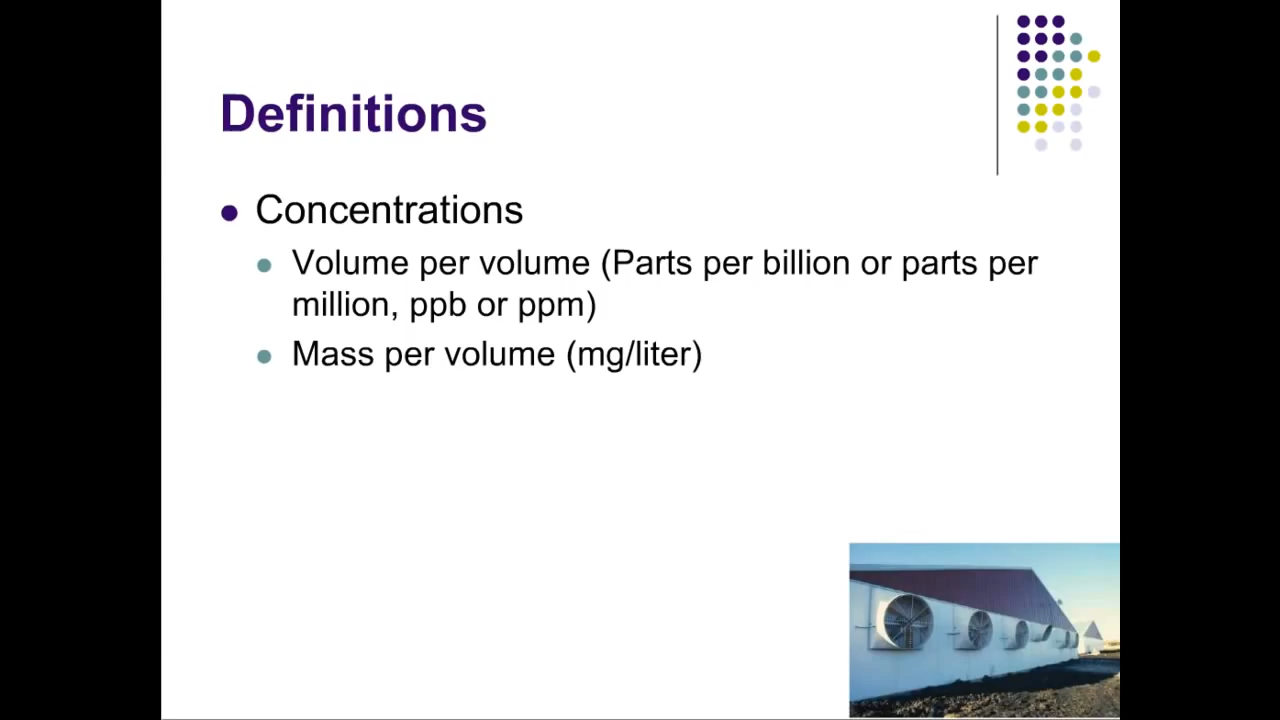 Definitions
Concentrations
Volume per volume (Parts per billion or parts per
million, ppb or ppm)
Mass per volume (mg/liter)